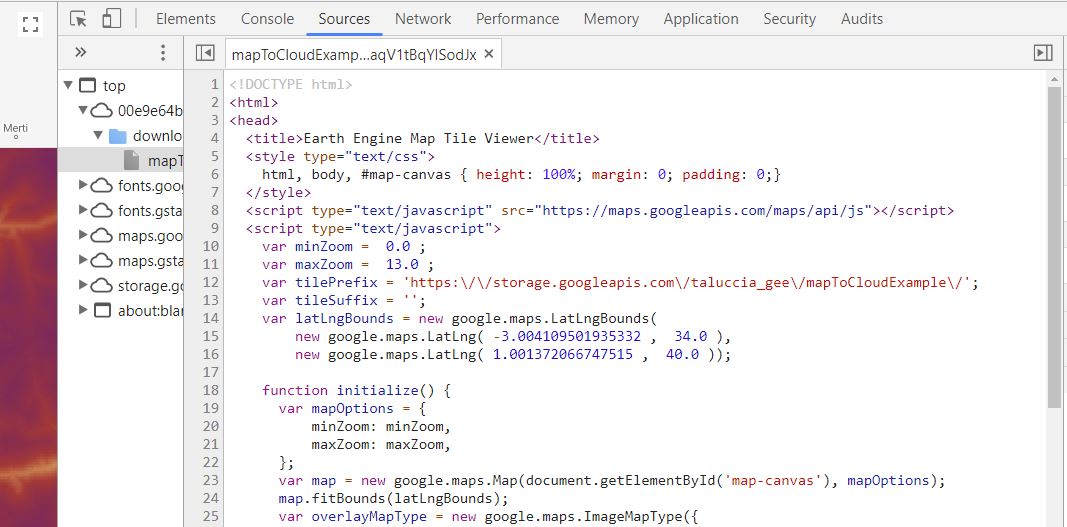 Elements Console Sources Network Performance Memory Application Security Audits
mapToCloudExamp...aqV1tBqYlSodJx ×
Merti
top
00e9e64b
downlo
mapT
fonts.goo
fonts.gsta
maps.goo
maps.gsta
storage.go
about:blan
1 <!DOCTYPE html>
2 <html>
3 <head>
4 <title>Earth Engine Map Tile Viewer</title>
5 <style type="text/css">
6 html, body, #map-canvas { height: 100%; margin: 0; padding: 0;}
7 </style>
8 <script type="text/javascript" src="https://maps.googleapis.com/maps/api/js"></script>
9 <script type="text/javascript">
10 var minZoom = 0.0 ;
11 var maxZoom = 13.0 ;
12 var tilePrefix = 'https:\/\/storage.googleapis.com\/taluccia_gee\/mapToCloudExample\/';
13 var tileSuffix = '';
14 var latLngBounds = new google.maps.LatLngBounds(
15 new google.maps.LatLng( -3.004109501935332 , 34.0 ),
16 new google.maps.LatLng( 1.001372066747515 , 40.0 ));
17
18 function initialize() {
19 var mapOptions = {
20 minZoom: minZoom,
21 maxZoom: maxZoom,
22 };
23 var map = new google.maps.Map(document.getElementById('map-canvas'), mapOptions);
24 map.fitBounds(latLngBounds);
25 var overlayMapType = new google.maps.ImageMapType({